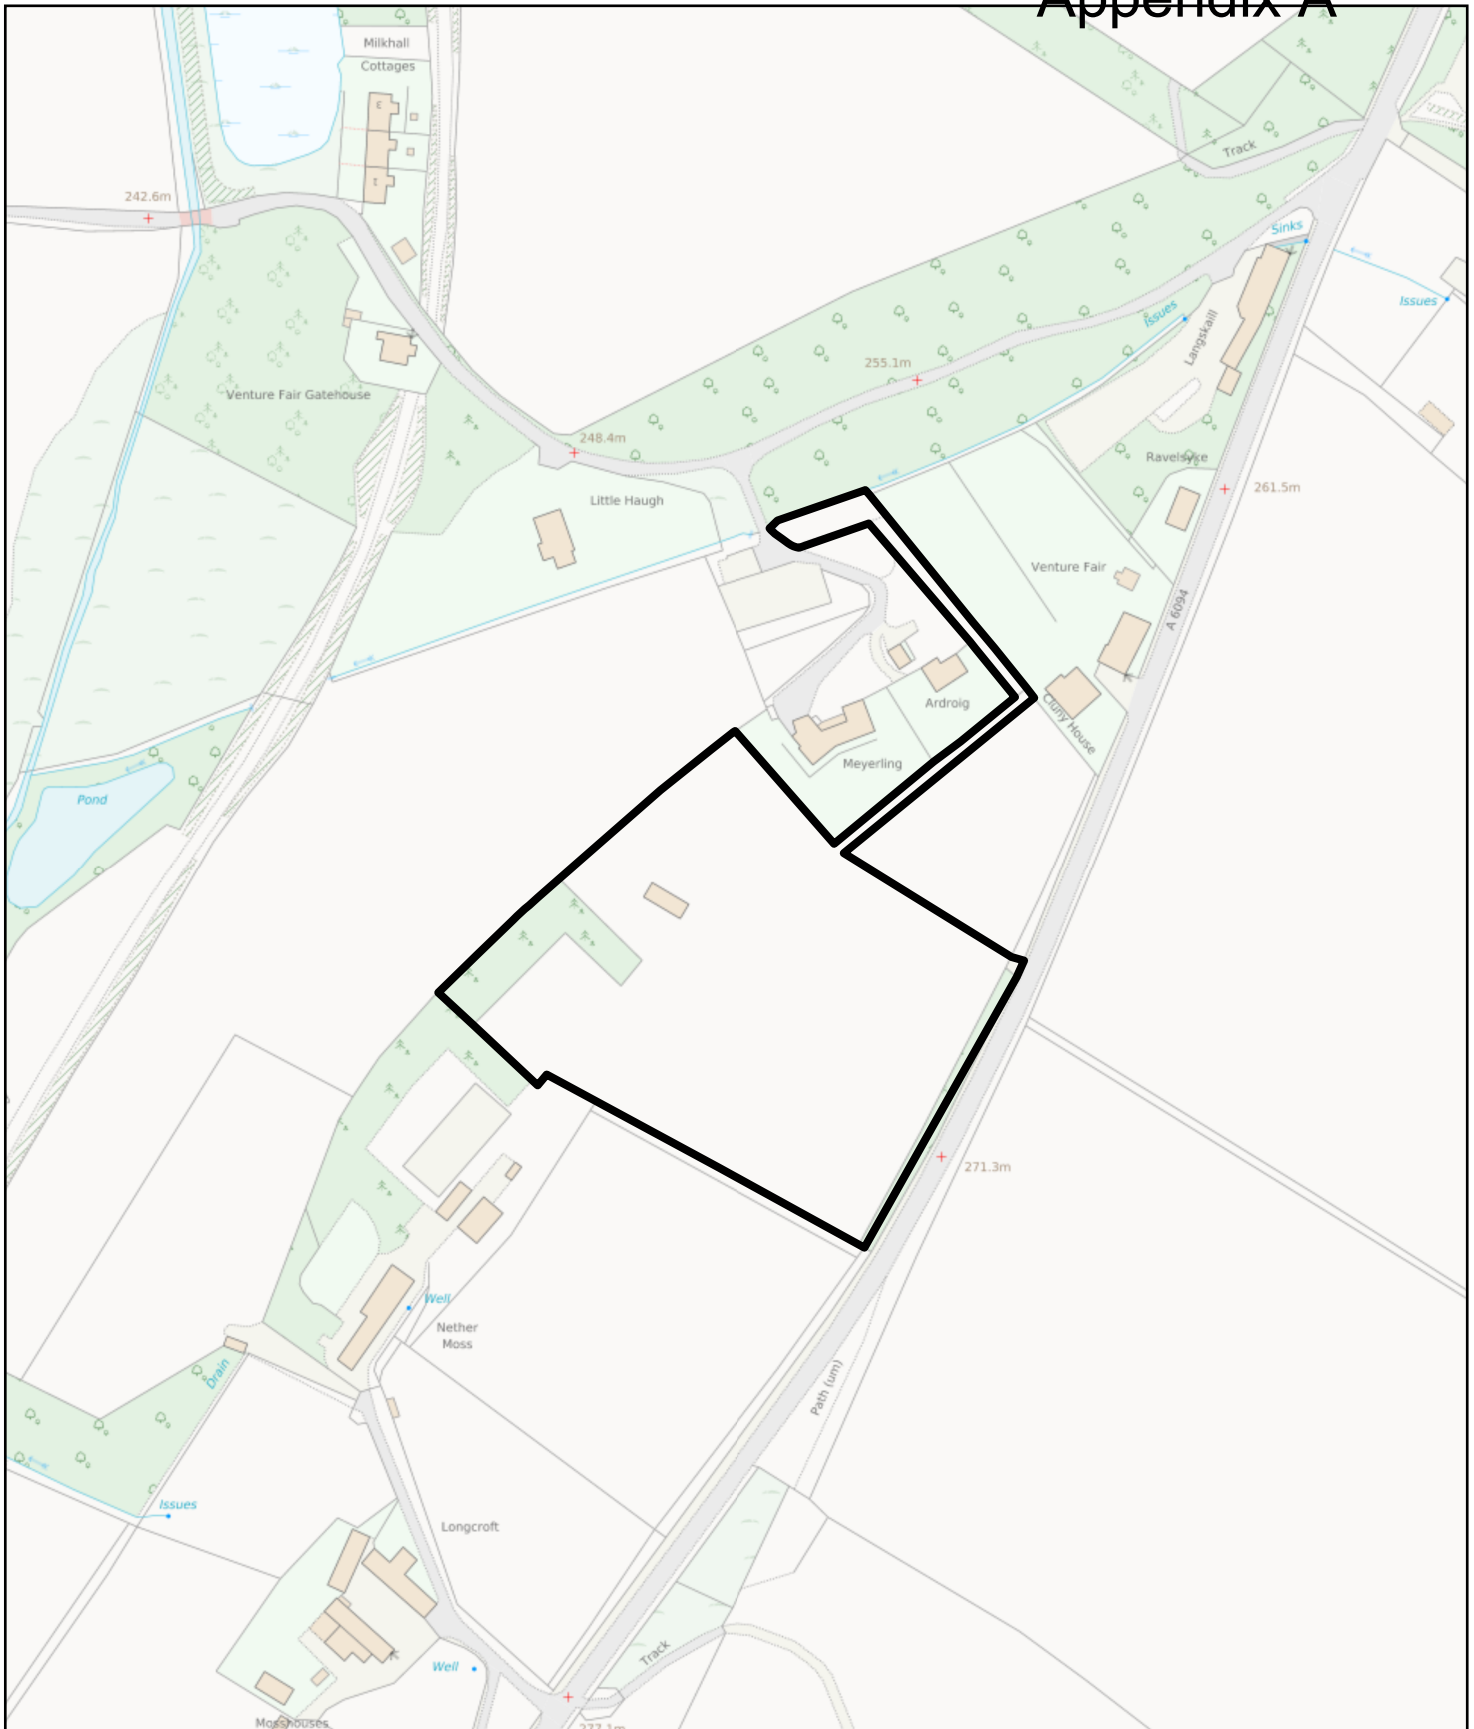 Appendix A
Milkhall
Cottages
E
E
242.6m
Track
Sinks
Issues
Issues
Langskaill
255.1m
Venture Fair Gatehouse
248.4m
Ravelsyke
261.5m
Little Haugh
Venture Fair
A 6094
Ardroig
Cluny House
Meyerling
Pond
271.3m
Well
Nether
Moss
Drain
Path (um)
Issues
Longcroft
Track
Well
Mosshouses
277.1m